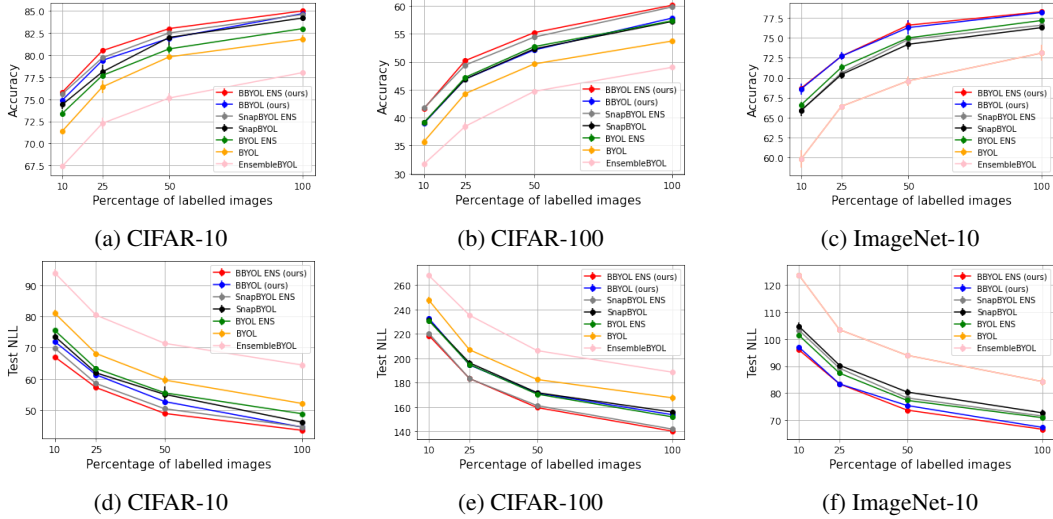 85.0
82.5
80.0
77.5
75.0
72.5
70.0
67.5
Accuracy
10 25 50 100
Percentage of labelled images
BBYOL ENS (ours)
BBYOL (ours)
SnapBYOL ENS
SnapBYOL
BYOL ENS
BYOL
EnsembleBYOL
(a) CIFAR-10
60
55
50
45
40
35
30
Accuracy
10 25 50 100
Percentage of labelled images
BBYOL ENS (ours)
BBYOL (ours)
SnapBYOL ENS
SnapBYOL
BYOL ENS
BYOL
EnsembleBYOL
(b) CIFAR-100
77.5
75.0
72.5
70.0
67.5
65.0
62.5
60.0
Accuracy
10 25 50 100
Percentage of labelled images
BBYOL ENS (ours)
BBYOL (ours)
SnapBYOL ENS
SnapBYOL
BYOL ENS
BYOL
EnsembleBYOL
(c) ImageNet-10
90
80
70
60
50
Test NLL
10 25 50 100
Percentage of labelled images
BBYOL ENS (ours)
BBYOL (ours)
SnapBYOL ENS
SnapBYOL
BYOL ENS
BYOL
EnsembleBYOL
(d) CIFAR-10
260
240
220
200
180
160
140
Test NLL
10 25 50 100
Percentage of labelled images
BBYOL ENS (ours)
BBYOL (ours)
SnapBYOL ENS
SnapBYOL
BYOL ENS
BYOL
EnsembleBYOL
(e) CIFAR-100
120
110
100
90
80
70
Test NLL
10 25 50 100
Percentage of labelled images
BBYOL ENS (ours)
BBYOL (ours)
SnapBYOL ENS
SnapBYOL
BYOL ENS
BYOL
EnsembleBYOL
(f) ImageNet-10